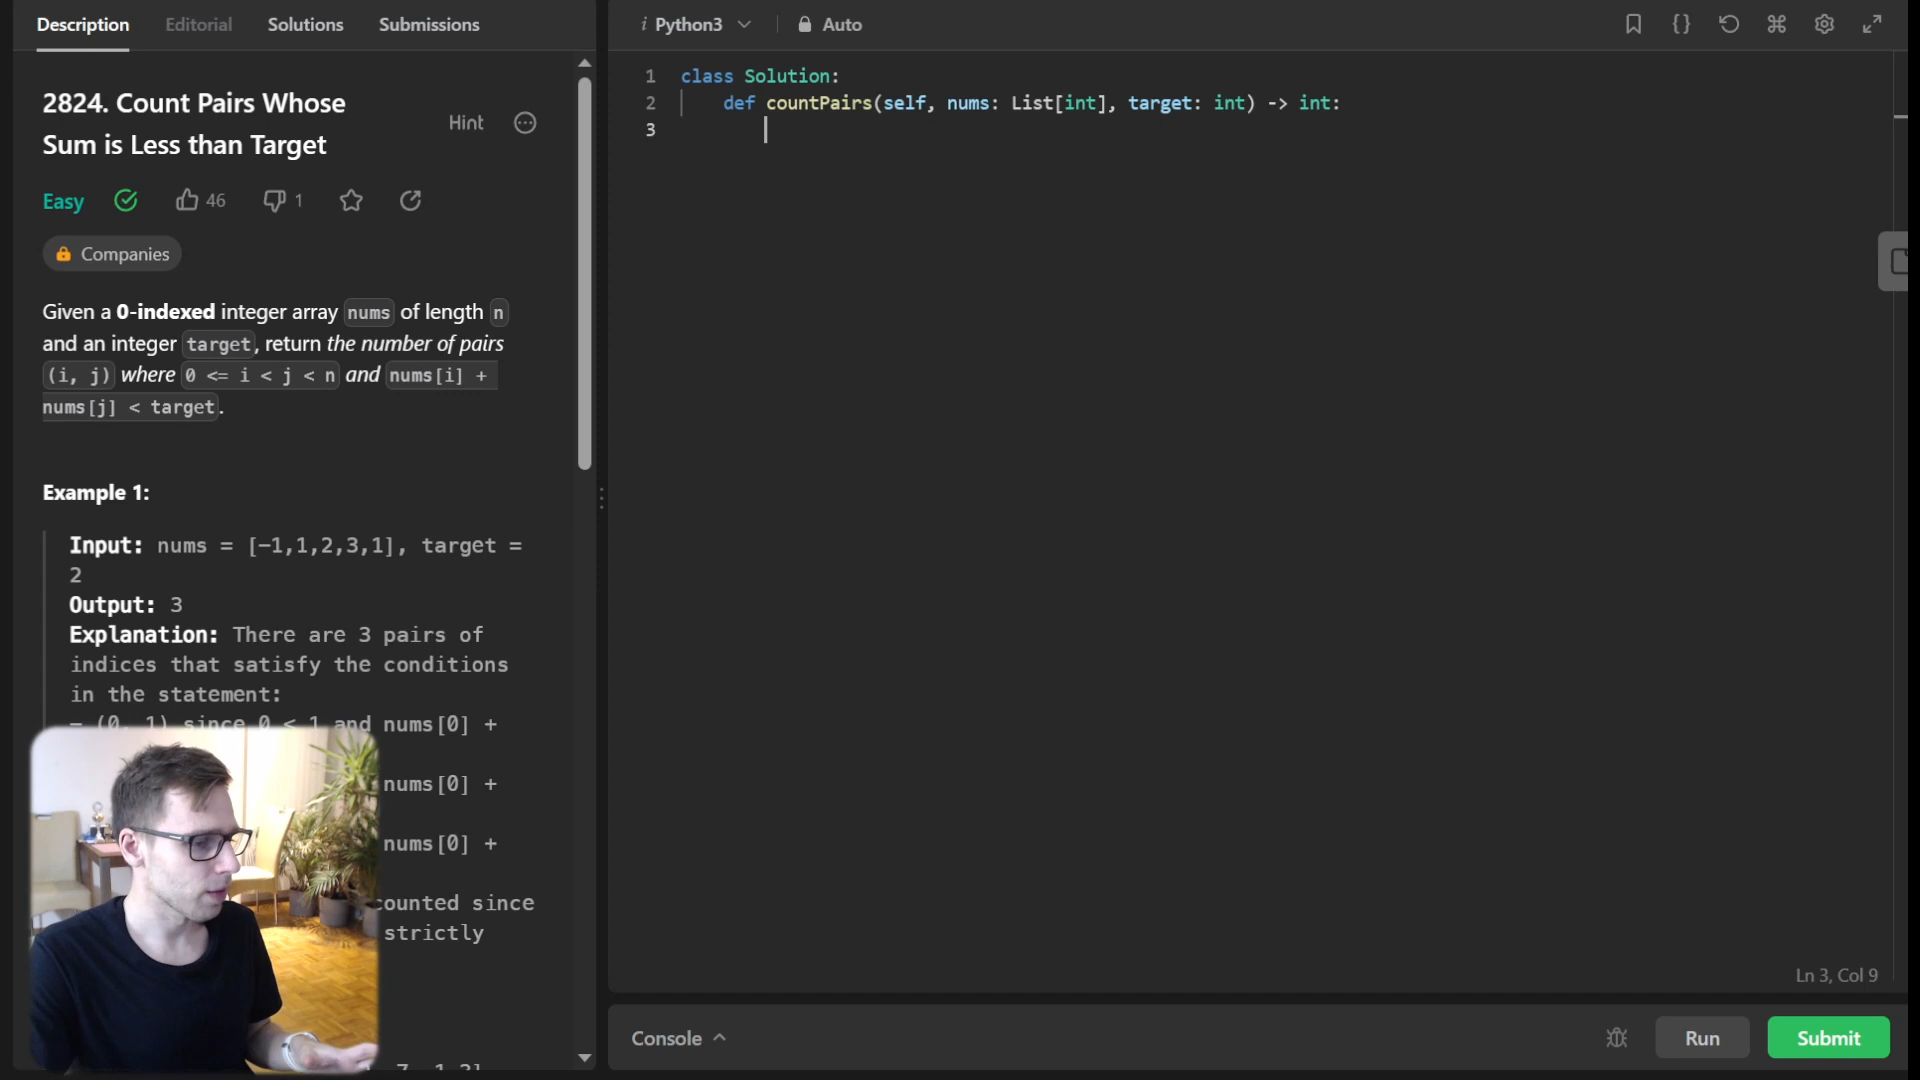 Description Editorial Solutions Submissions
2824. Count Pairs Whose
Sum is Less than Target
Hint
Easy 46 1
Companies
Given a 0-indexed integer array nums of length n
and an integer target, return the number of pairs
(i, j) where 0 <= i < j < n and nums[i] +
nums[j] < target.
Example 1:
Input: nums = [-1,1,2,3,1], target =
2
Output: 3
Explanation: There are 3 pairs of
indices that satisfy the conditions
in the statement:
- (0, 1) since 0 < 1 and nums[0] +
nums[0] +
nums[0] +
counted since
strictly
i Python3 Auto
1 class Solution:
2 def countPairs(self, nums: List[int], target: int) -> int:
3
Ln 3, Col 9
Console Run Submit